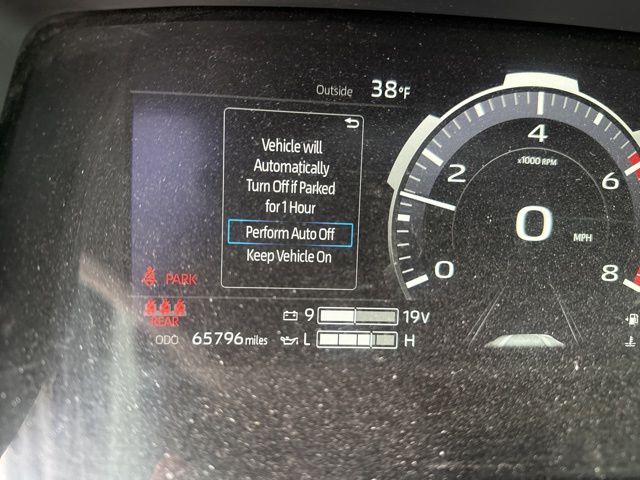 Outside 38°F
Vehicle will
Automatically
Turn Off if Parked
for 1 Hour
Perform Auto Off
Keep Vehicle On
4
x1000 RPM
2
6
0
MPH
0
8
PARK
REAR
9
19V
ODO 65796 miles
L
H